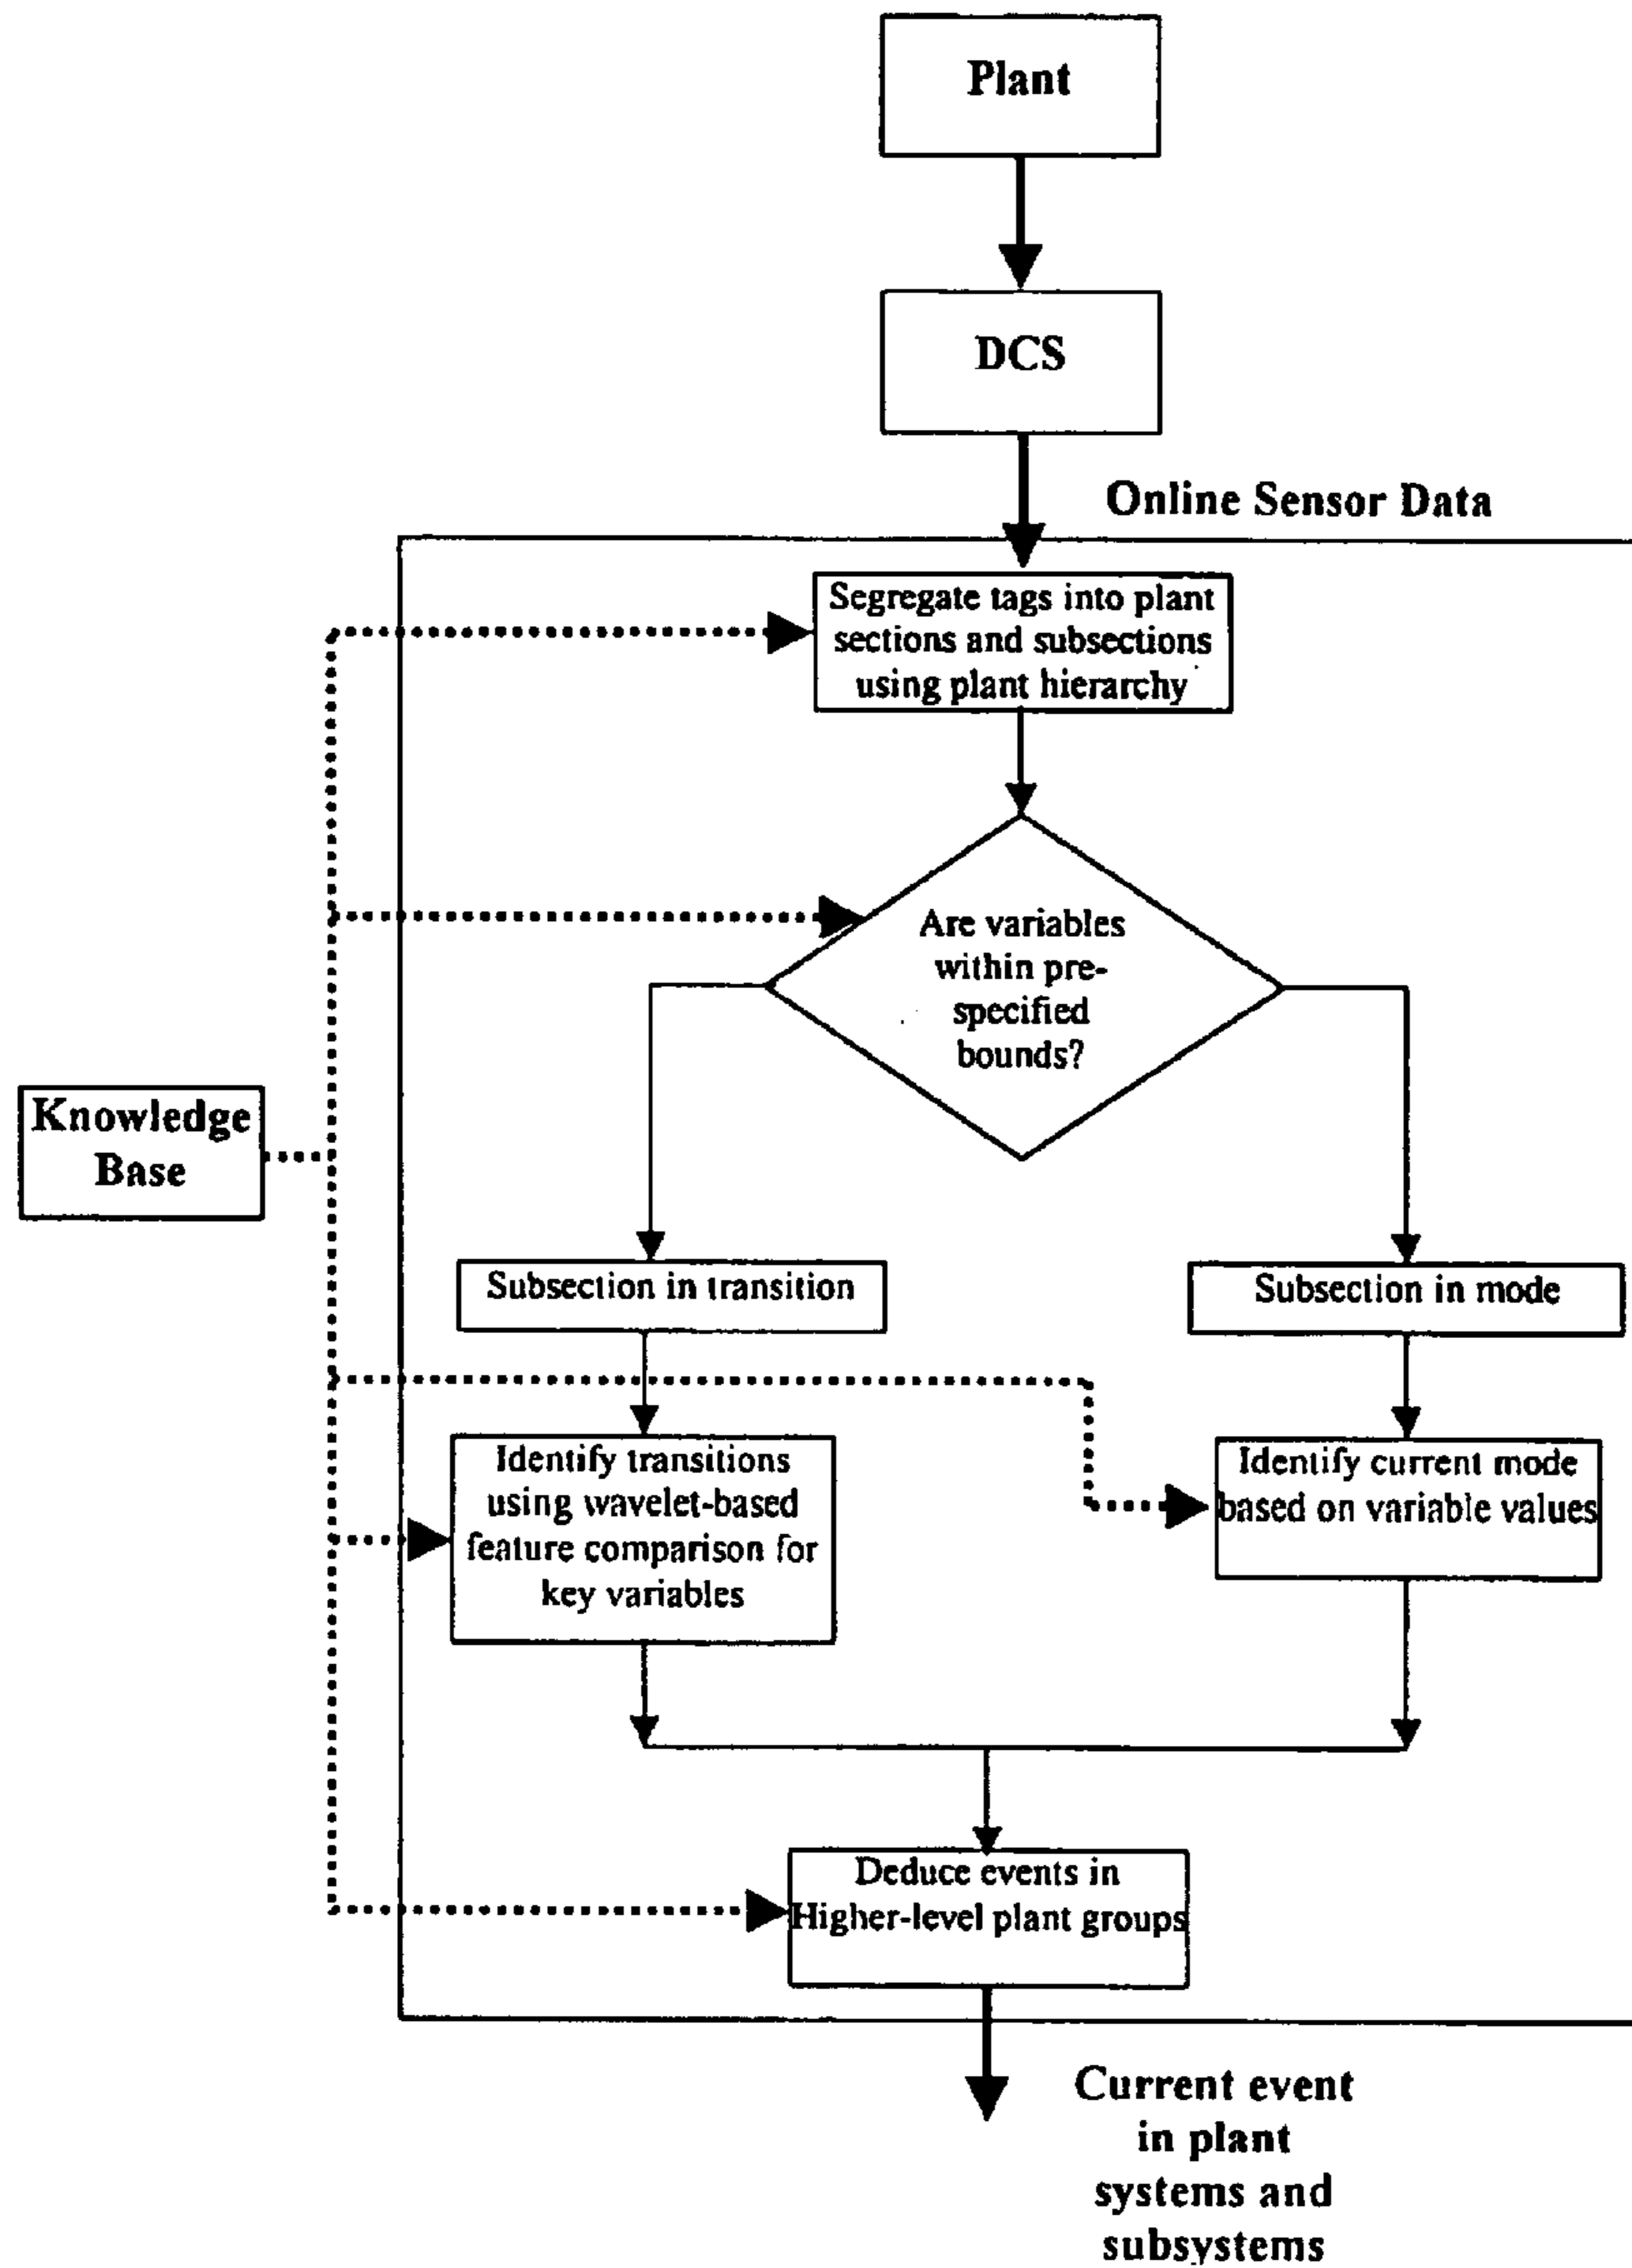 Plant
DCS
Online Sensor Data
Segregate tags into plant
sections and subsections
using plant hierarchy
Are variables
within pre-
specified
bounds?
Knowledge
Base
Subsection in transition
Subsection in mode
Identify transitions
using wavelet-based
feature comparison for
key variables
Identify current mode
based on variable values
Deduce events in
Higher-level plant groups
Current event
in plant
systems and
subsystems